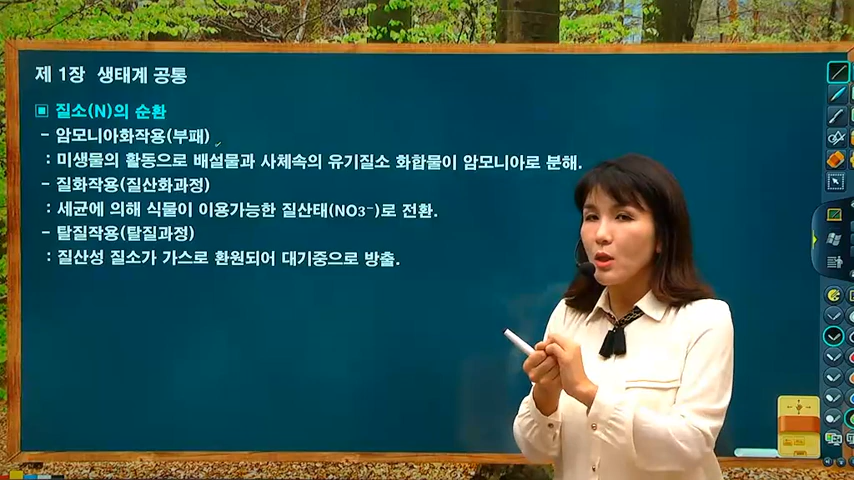 제 1장 생태계 공통
▣ 질소(N)의 순환
- 암모니아화작용(부패)
: 미생물의 활동으로 배설물과 사체속의 유기질소 화합물이 암모니아로 분해.
- 질화작용(질산화과정)
: 세균에 의해 식물이 이용가능한 질산태(NO₃⁻)로 전환.
- 탈질작용(탈질과정)
: 질산성 질소가 가스로 환원되어 대기중으로 방출.